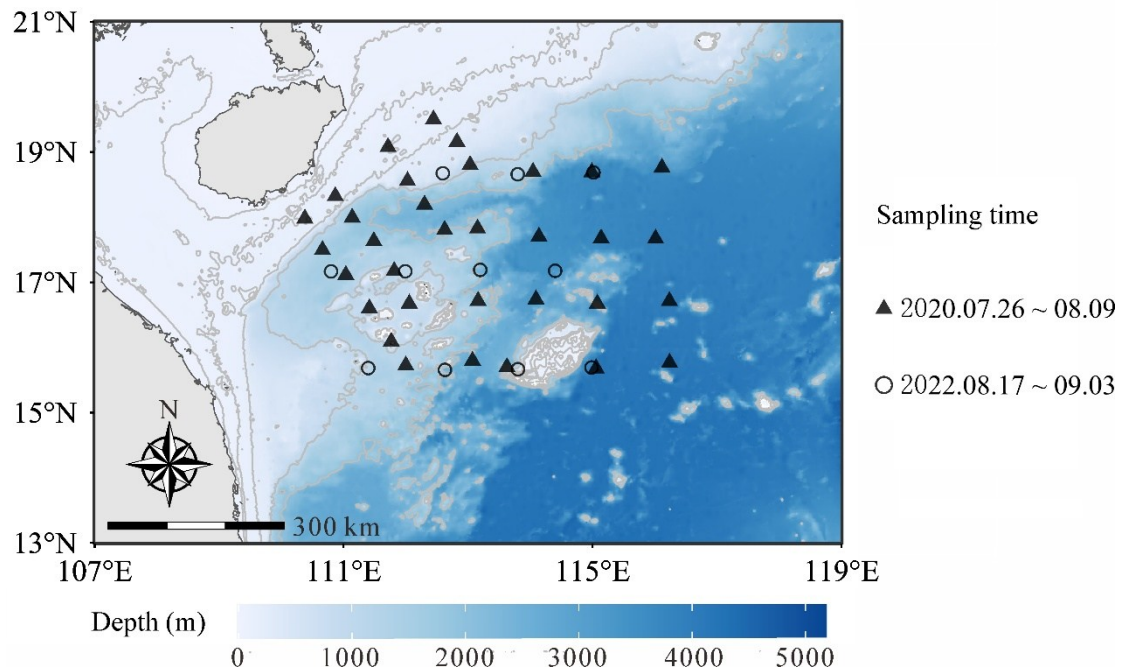 21°N
19°N
17°N
15°N
13°N
107°E 111°E 115°E 119°E
N
300 km
Sampling time
2020.07.26 ~ 08.09
2022.08.17 ~ 09.03
Depth (m)
0 1000 2000 3000 4000 5000